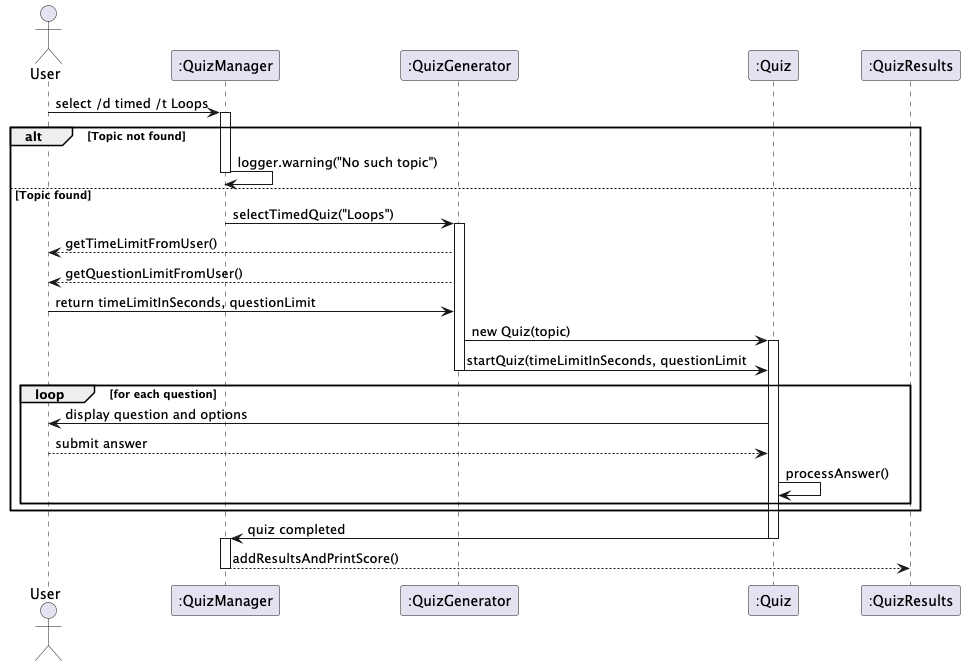 User
:QuizManager
:QuizGenerator
:Quiz
:QuizResults
select /d timed /t Loops
alt
[Topic not found]
logger.warning("No such topic")
[Topic found]
selectTimedQuiz("Loops")
getTimeLimitFromUser()
getQuestionLimitFromUser()
return timeLimitInSeconds, questionLimit
new Quiz(topic)
startQuiz(timeLimitInSeconds, questionLimit
loop
[for each question]
display question and options
submit answer
processAnswer()
quiz completed
addResultsAndPrintScore()
User
:QuizManager
:QuizGenerator
:Quiz
:QuizResults